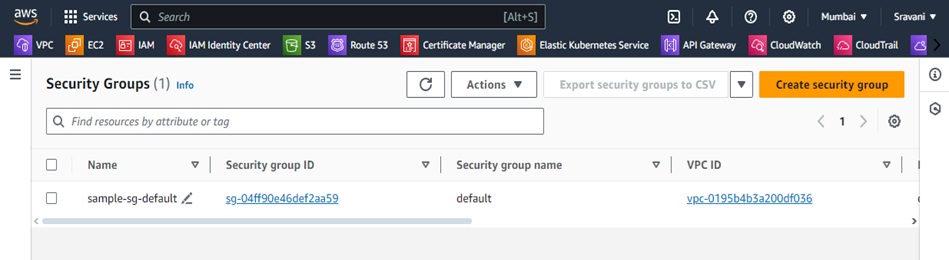 aws Services Search [Alt+S] Mumbai Sravani
VPC EC2 IAM IAM Identity Center S3 Route 53 Certificate Manager Elastic Kubernetes Service API Gateway CloudWatch CloudTrail
Security Groups (1) Info Actions Export security groups to CSV Create security group
Find resources by attribute or tag 1
Name Security group ID Security group name VPC ID
sample-sg-default sg-04ff90e46def2aa59 default vpc-0195b4b3a200df036